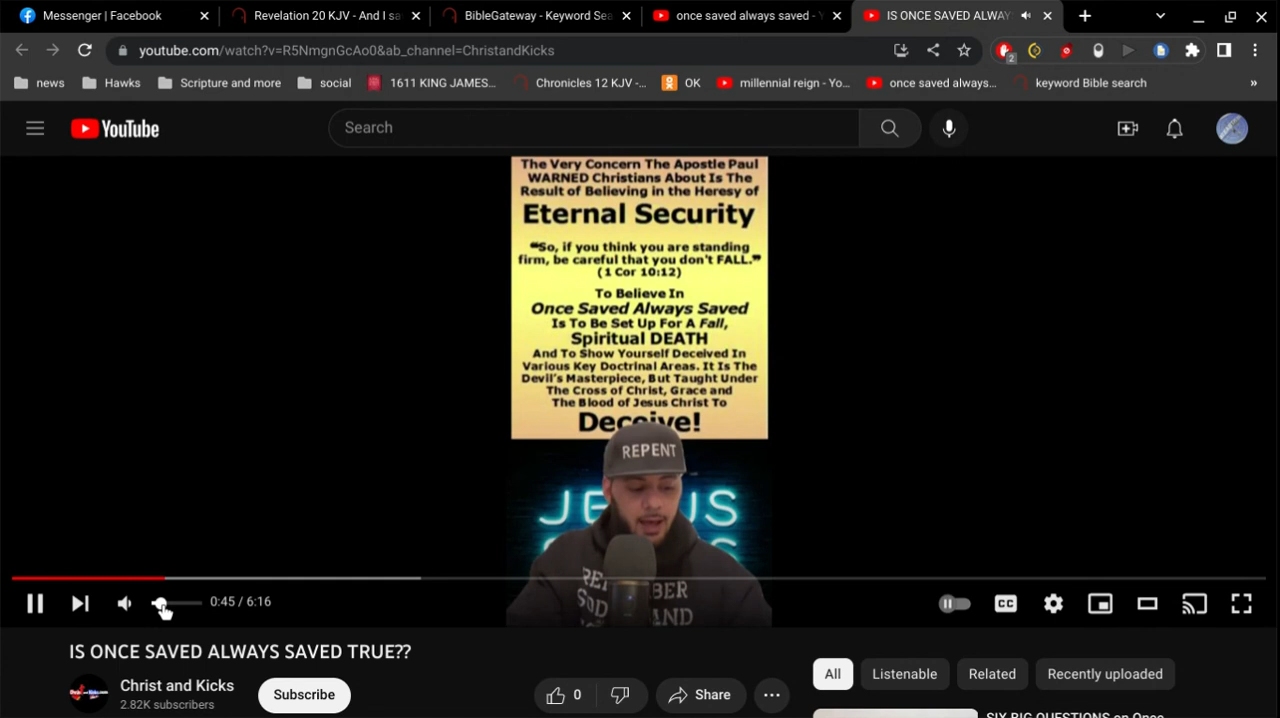 Messenger | Facebook
Revelation 20 KJV - And I sa
BibleGateway - Keyword Sea
once saved always saved - Y
IS ONCE SAVED ALWAY
youtube.com/watch?v=R5NmgnGcAo0&ab_channel=ChristandKicks
2
news
Hawks
Scripture and more
social
1611 KING JAMES...
Chronicles 12 KJV -...
OK
millennial reign - Yo...
once saved always...
keyword Bible search
»
YouTube
Search
The Very Concern The Apostle Paul
WARNED Christians About Is The
Result of Believing in the Heresy of
Eternal Security
"So, if you think you are standing
firm, be careful that you don't FALL."
(1 Cor 10:12)
To Believe In
Once Saved Always Saved
Is To Be Set Up For A Fall,
Spiritual DEATH
And To Show Yourself Deceived In
Various Key Doctrinal Areas. It Is The
Devil's Masterpiece, But Taught Under
The Cross of Christ, Grace and
The Blood of Jesus Christ To
Deceive!
REPENT
JESUS
GOD
AND
0:45 / 6:16
CC
IS ONCE SAVED ALWAYS SAVED TRUE??
Christ and Kicks
2.82K subscribers
Subscribe
0
Share
All
Listenable
Related
Recently uploaded
SIX BIG QUESTIONS on Once